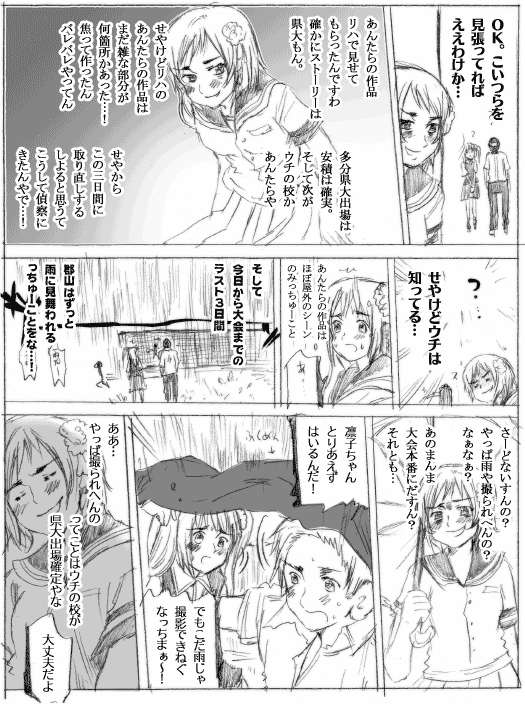 OK。こいつらを
見張ってれば
ええわけか…
あんたらの作品
リハで見せて
もらったんですわ
確かにストーリーは
県大もん。
せやけどリハの
あんたらの作品は
まだ雑な部分が
何箇所かあった…！
焦って作ったん
バレバレやってん
多分県大出場は
安積は確実。
そして次が
ウチの校か
あんたらや
せやから
この三日間に
取り直しする
しよると思うて
こうして偵察に
きたんやで…！
?
?・・
せやけどウチは
知ってる…
あんたらの作品は
ほぼ屋外のシーン
のみっちゅーこと
そして
今日から大会までの
ラスト３日間
郡山はずっと
雨に見舞われる
っちゅーことをな…！
さーどないすんの？
やっぱ雨や撮られへんの？
なぁなぁ？
あのまんま
大会本番にだすん？
それとも…
凛子ちゃん
とりあえず
はいるんだ！
でもこだ雨じゃ
撮影できねく
なっちまぁ～！
ああ…
やっぱ撮られへんの
ってことはウチの校が
県大出場確定やな
大丈夫だよ